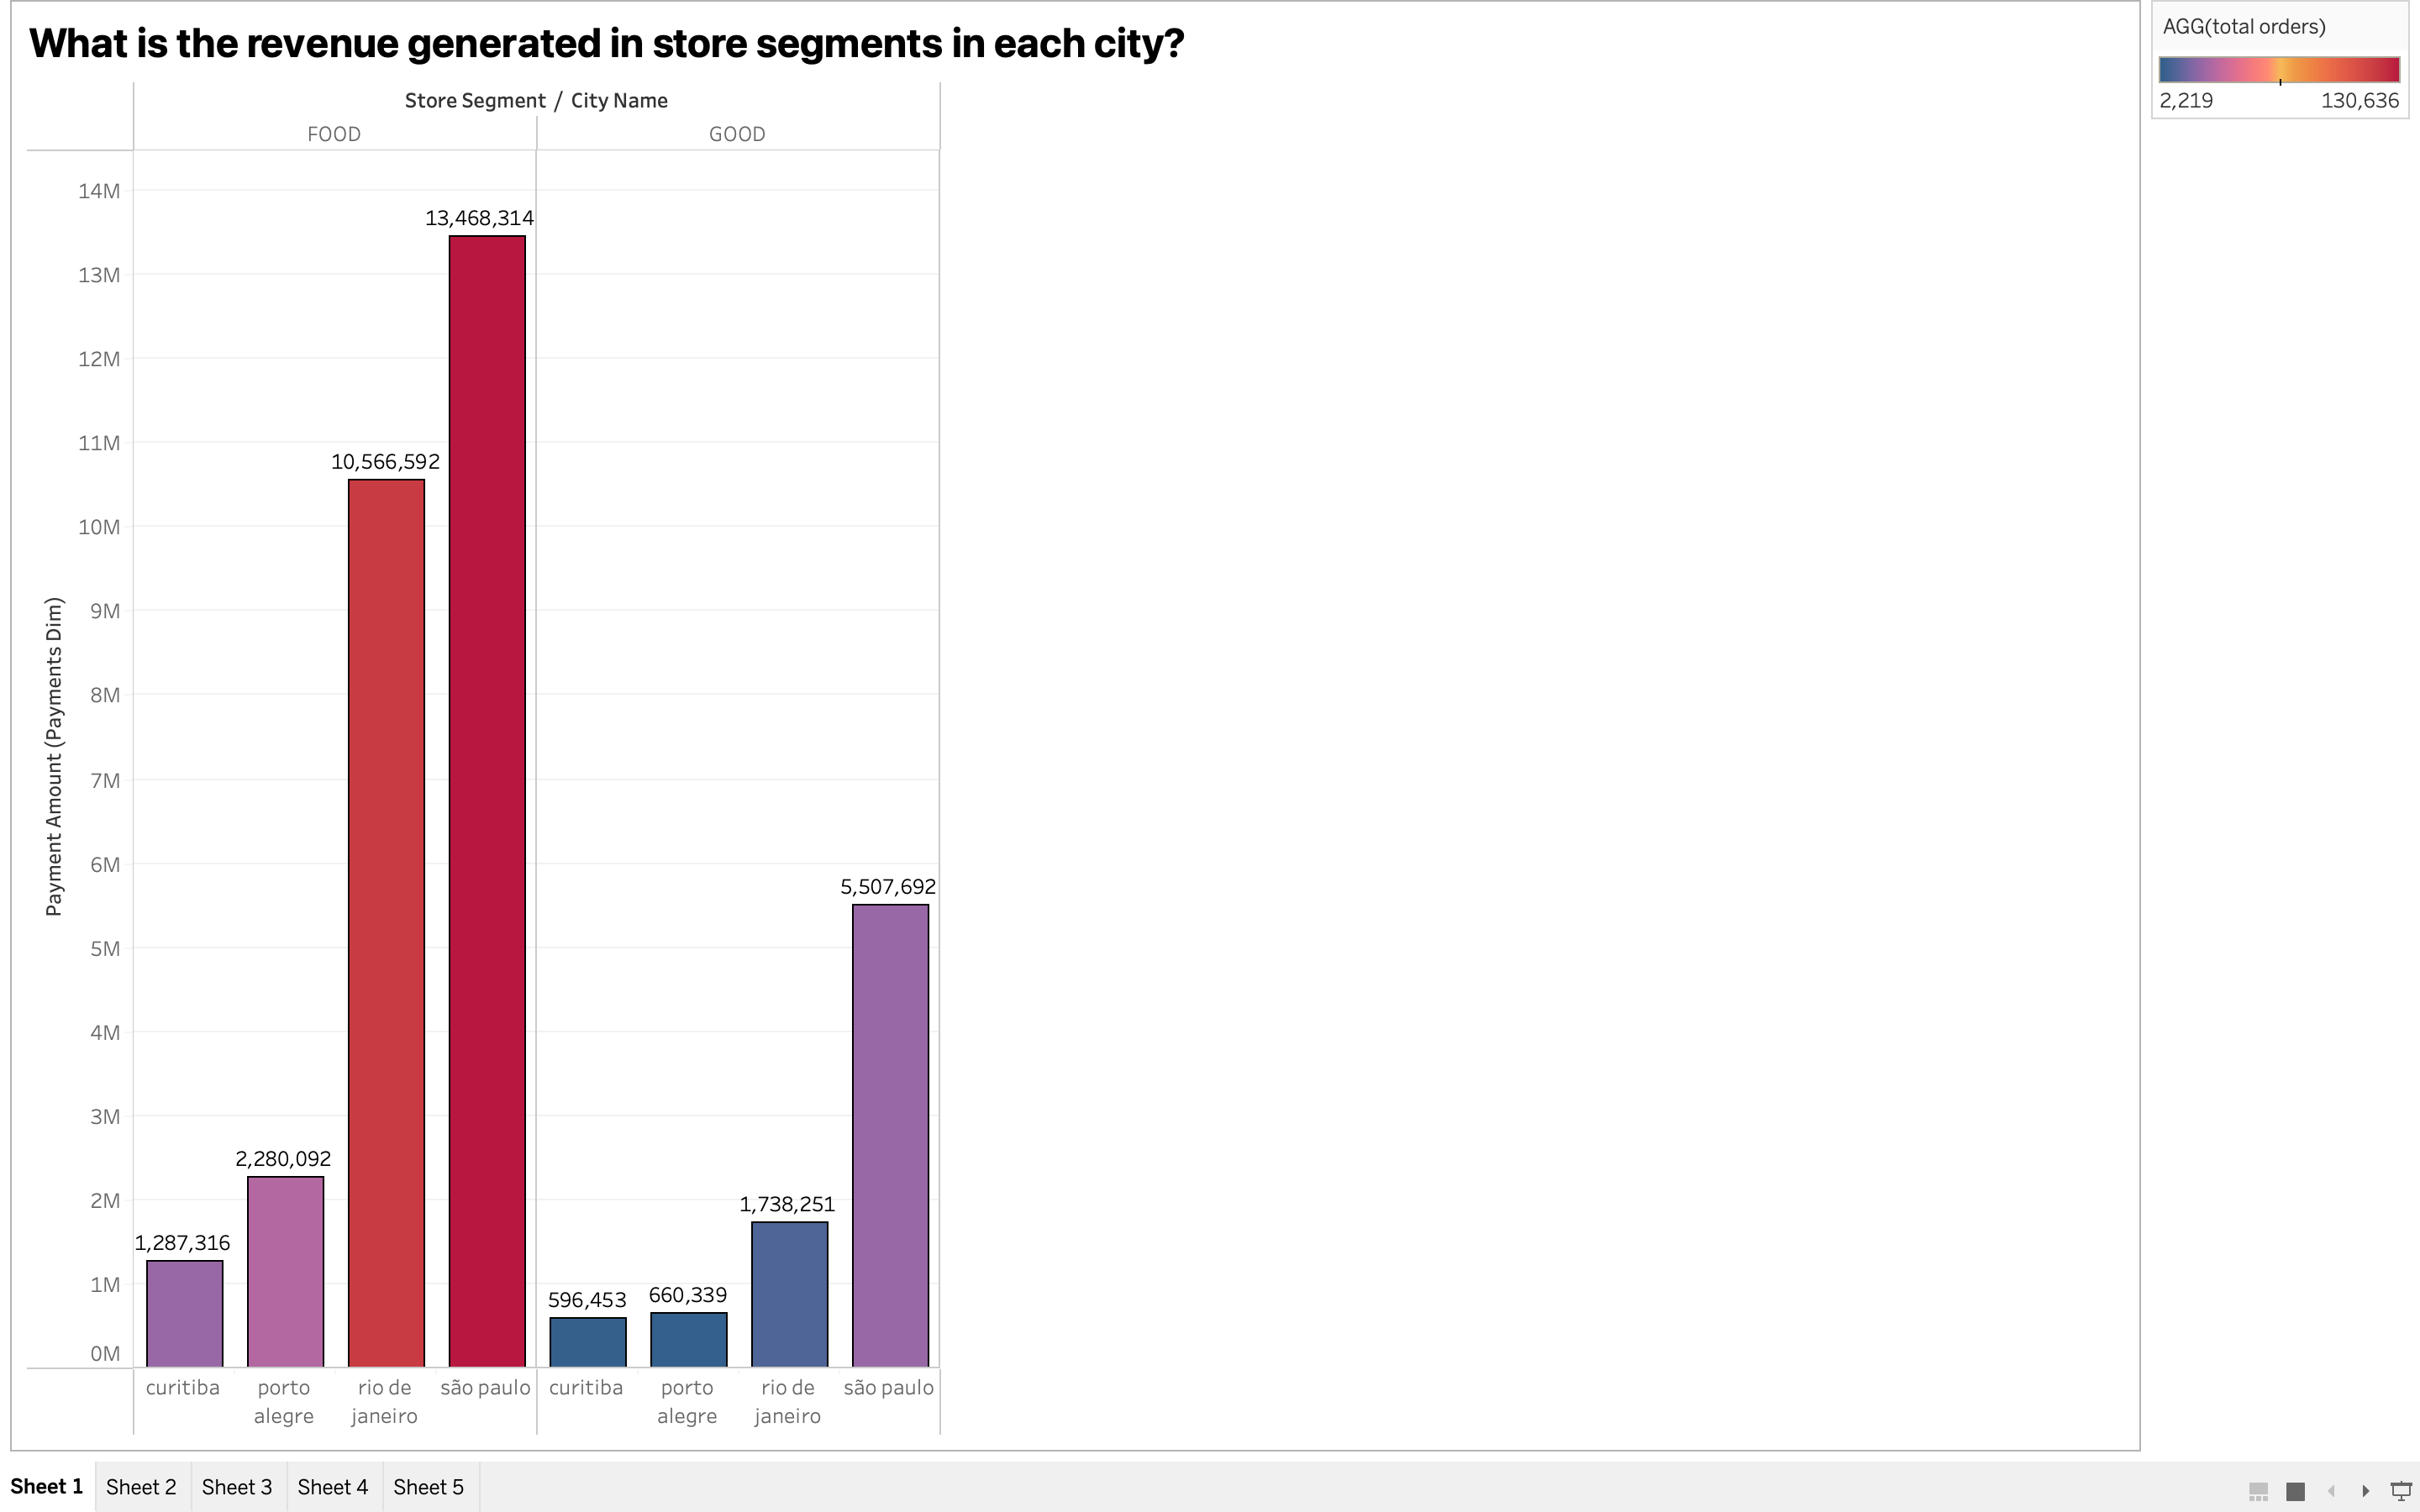 What is the revenue generated in store segments in each city?
AGG(total orders)
2,219 130,636
Store Segment / City Name
FOOD GOOD
Payment Amount (Payments Dim)
14M
13M
12M
11M
10M
9M
8M
7M
6M
5M
4M
3M
2M
1M
0M
13,468,314
10,566,592
5,507,692
2,280,092
1,738,251
1,287,316
660,339
596,453
curitiba porto alegre rio de janeiro são paulo curitiba porto alegre rio de janeiro são paulo
Sheet 1 Sheet 2 Sheet 3 Sheet 4 Sheet 5